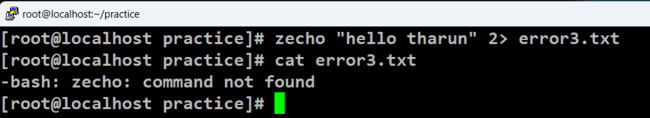 root@localhost:~/practice
[root@localhost practice]# zecho "hello tharun" 2> error3.txt
[root@localhost practice]# cat error3.txt
-bash: zecho: command not found
[root@localhost practice]#